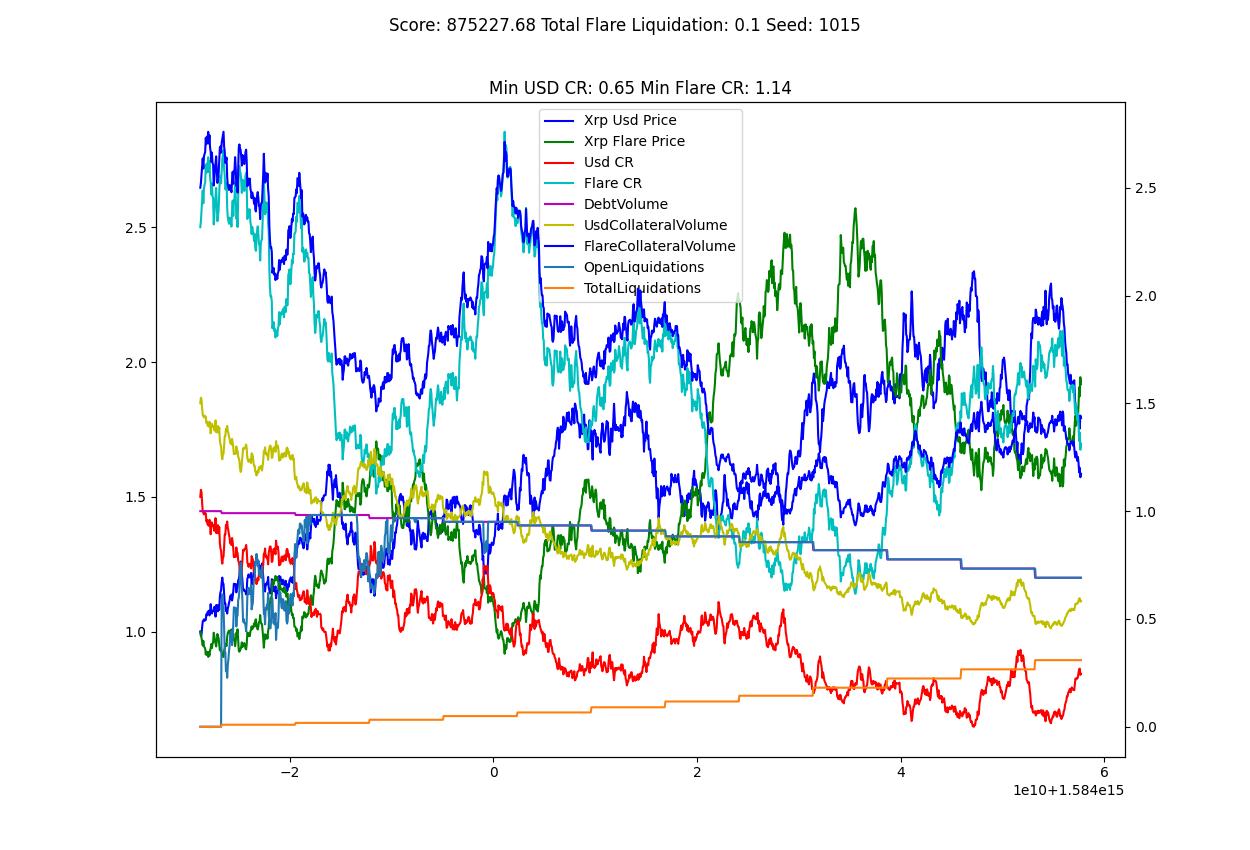 Score: 875227.68 Total Flare Liquidation: 0.1 Seed: 1015
Min USD CR: 0.65 Min Flare CR: 1.14
Xrp Usd Price
Xrp Flare Price
Usd CR
Flare CR
DebtVolume
UsdCollateralVolume
FlareCollateralVolume
OpenLiquidations
TotalLiquidations
2.5
2.0
1.5
1.0
2.5
2.0
1.5
1.0
0.5
0.0
−2
0
2
4
6
1e10+1.584e15